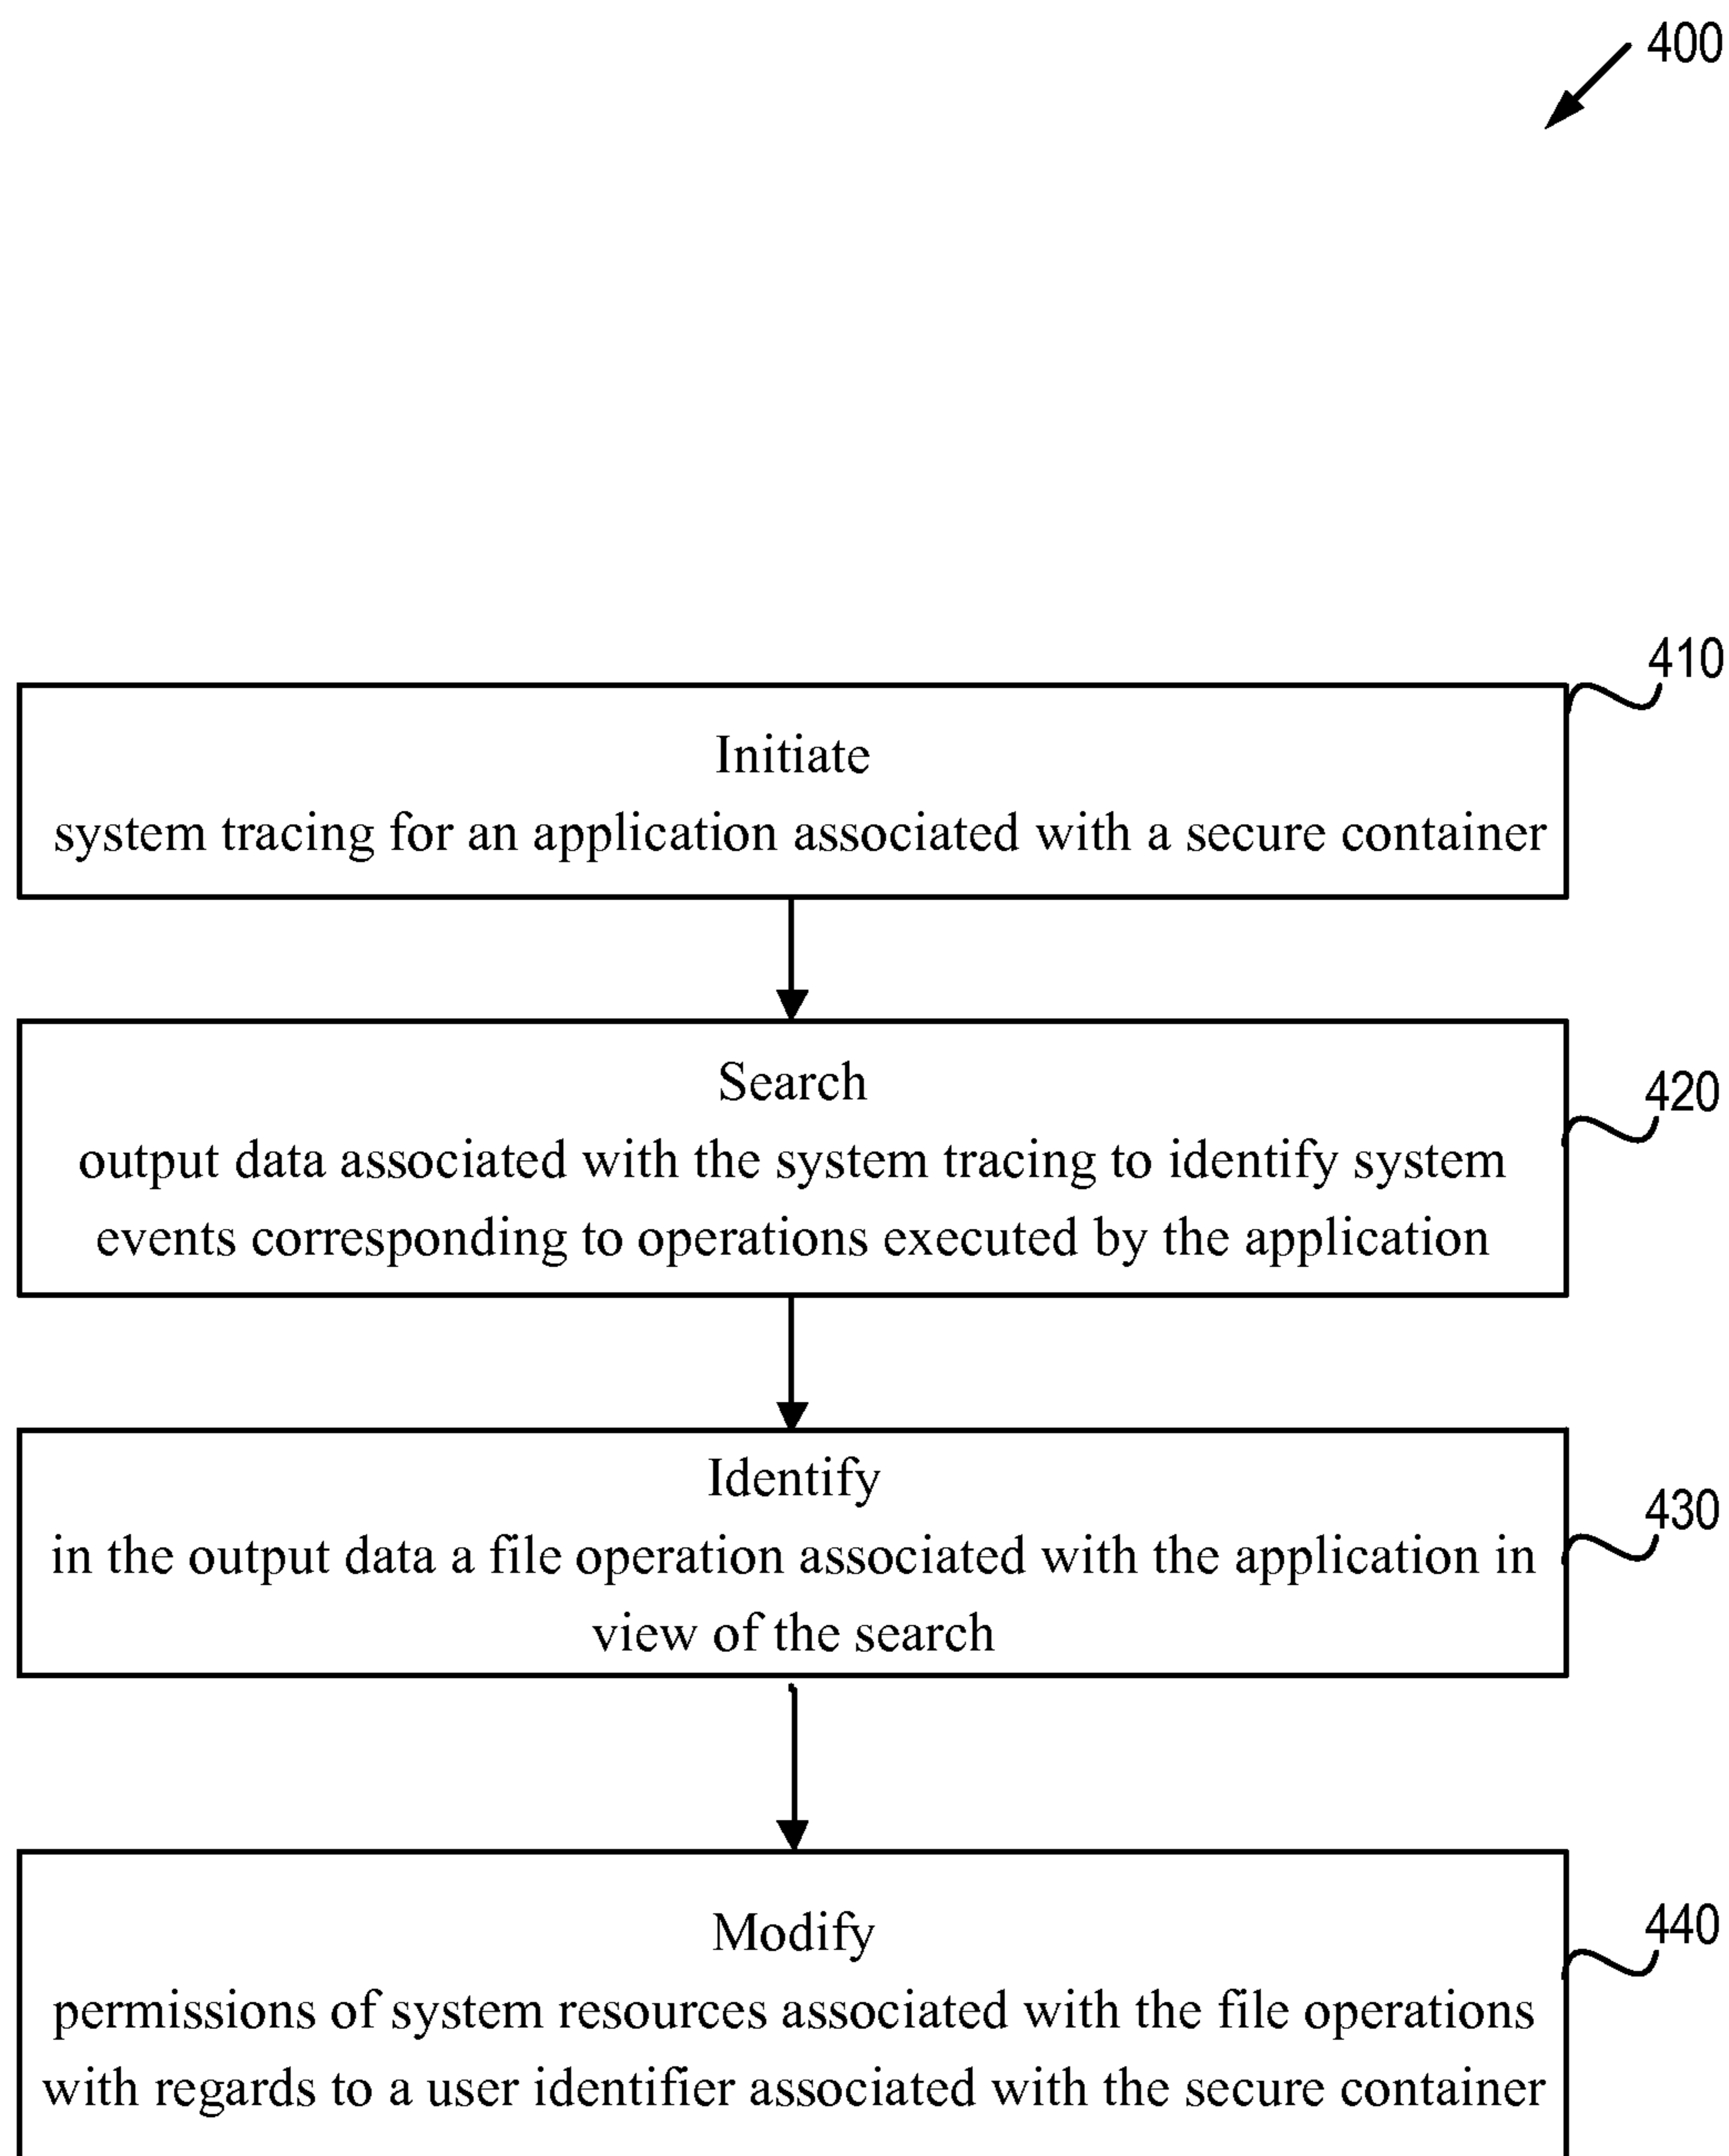 400
410
Initiate
system tracing for an application associated with a secure container
420
Search
output data associated with the system tracing to identify system
events corresponding to operations executed by the application
430
Identify
in the output data a file operation associated with the application in
view of the search
440
Modify
permissions of system resources associated with the file operations
with regards to a user identifier associated with the secure container